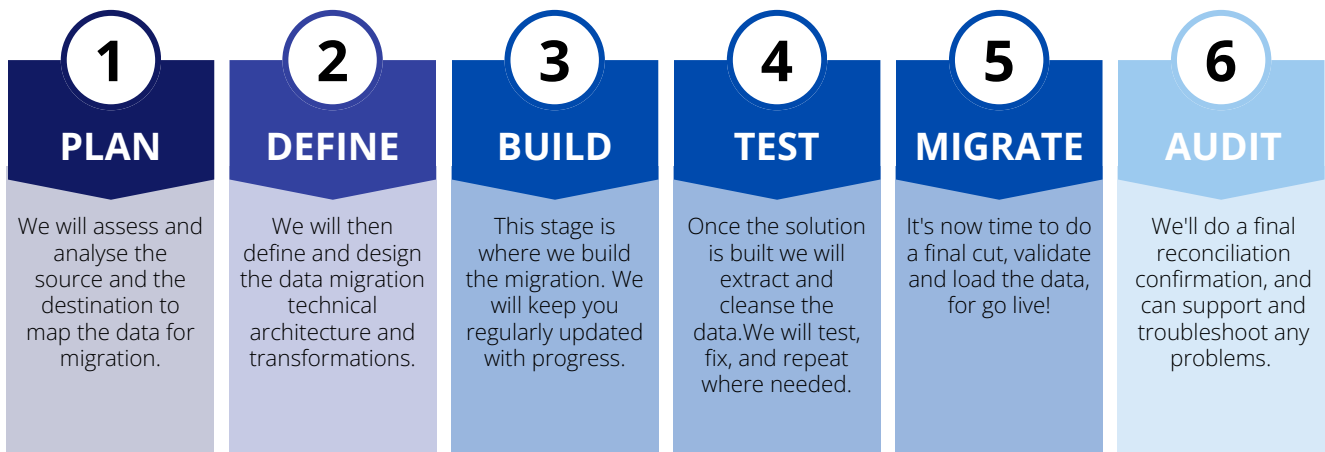 1
PLAN
We will assess and
analyse the
source and the
destination to
map the data for
migration.
2
DEFINE
We will then
define and design
the data migration
technical
architecture and
transformations.
3
BUILD
This stage is
where we build
the migration. We
will keep you
regularly updated
with progress.
4
TEST
Once the solution
is built we will
extract and
cleanse the
data.We will test,
fix, and repeat
where needed.
5
MIGRATE
It's now time to do
a final cut, validate
and load the data,
for go live!
6
AUDIT
We'll do a final
reconciliation
confirmation, and
can support and
troubleshoot any
problems.